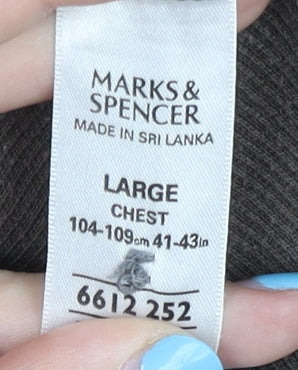 MARKS &
SPENCER
MADE IN SRI LANKA
LARGE
CHEST
104-109cm 41-43in
6612 252